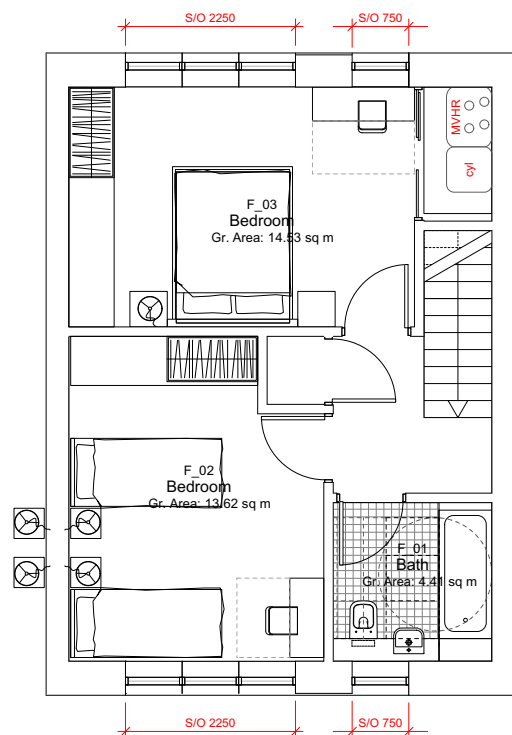 S/O 2250
S/O 750
MVHR
cyl
F_03
Bedroom
Gr. Area: 14.53 sq m
F_02
Bedroom
Gr. Area: 13.62 sq m
F_01
Bath
Gr. Area: 4.41 sq m
S/O 2250
S/O 750